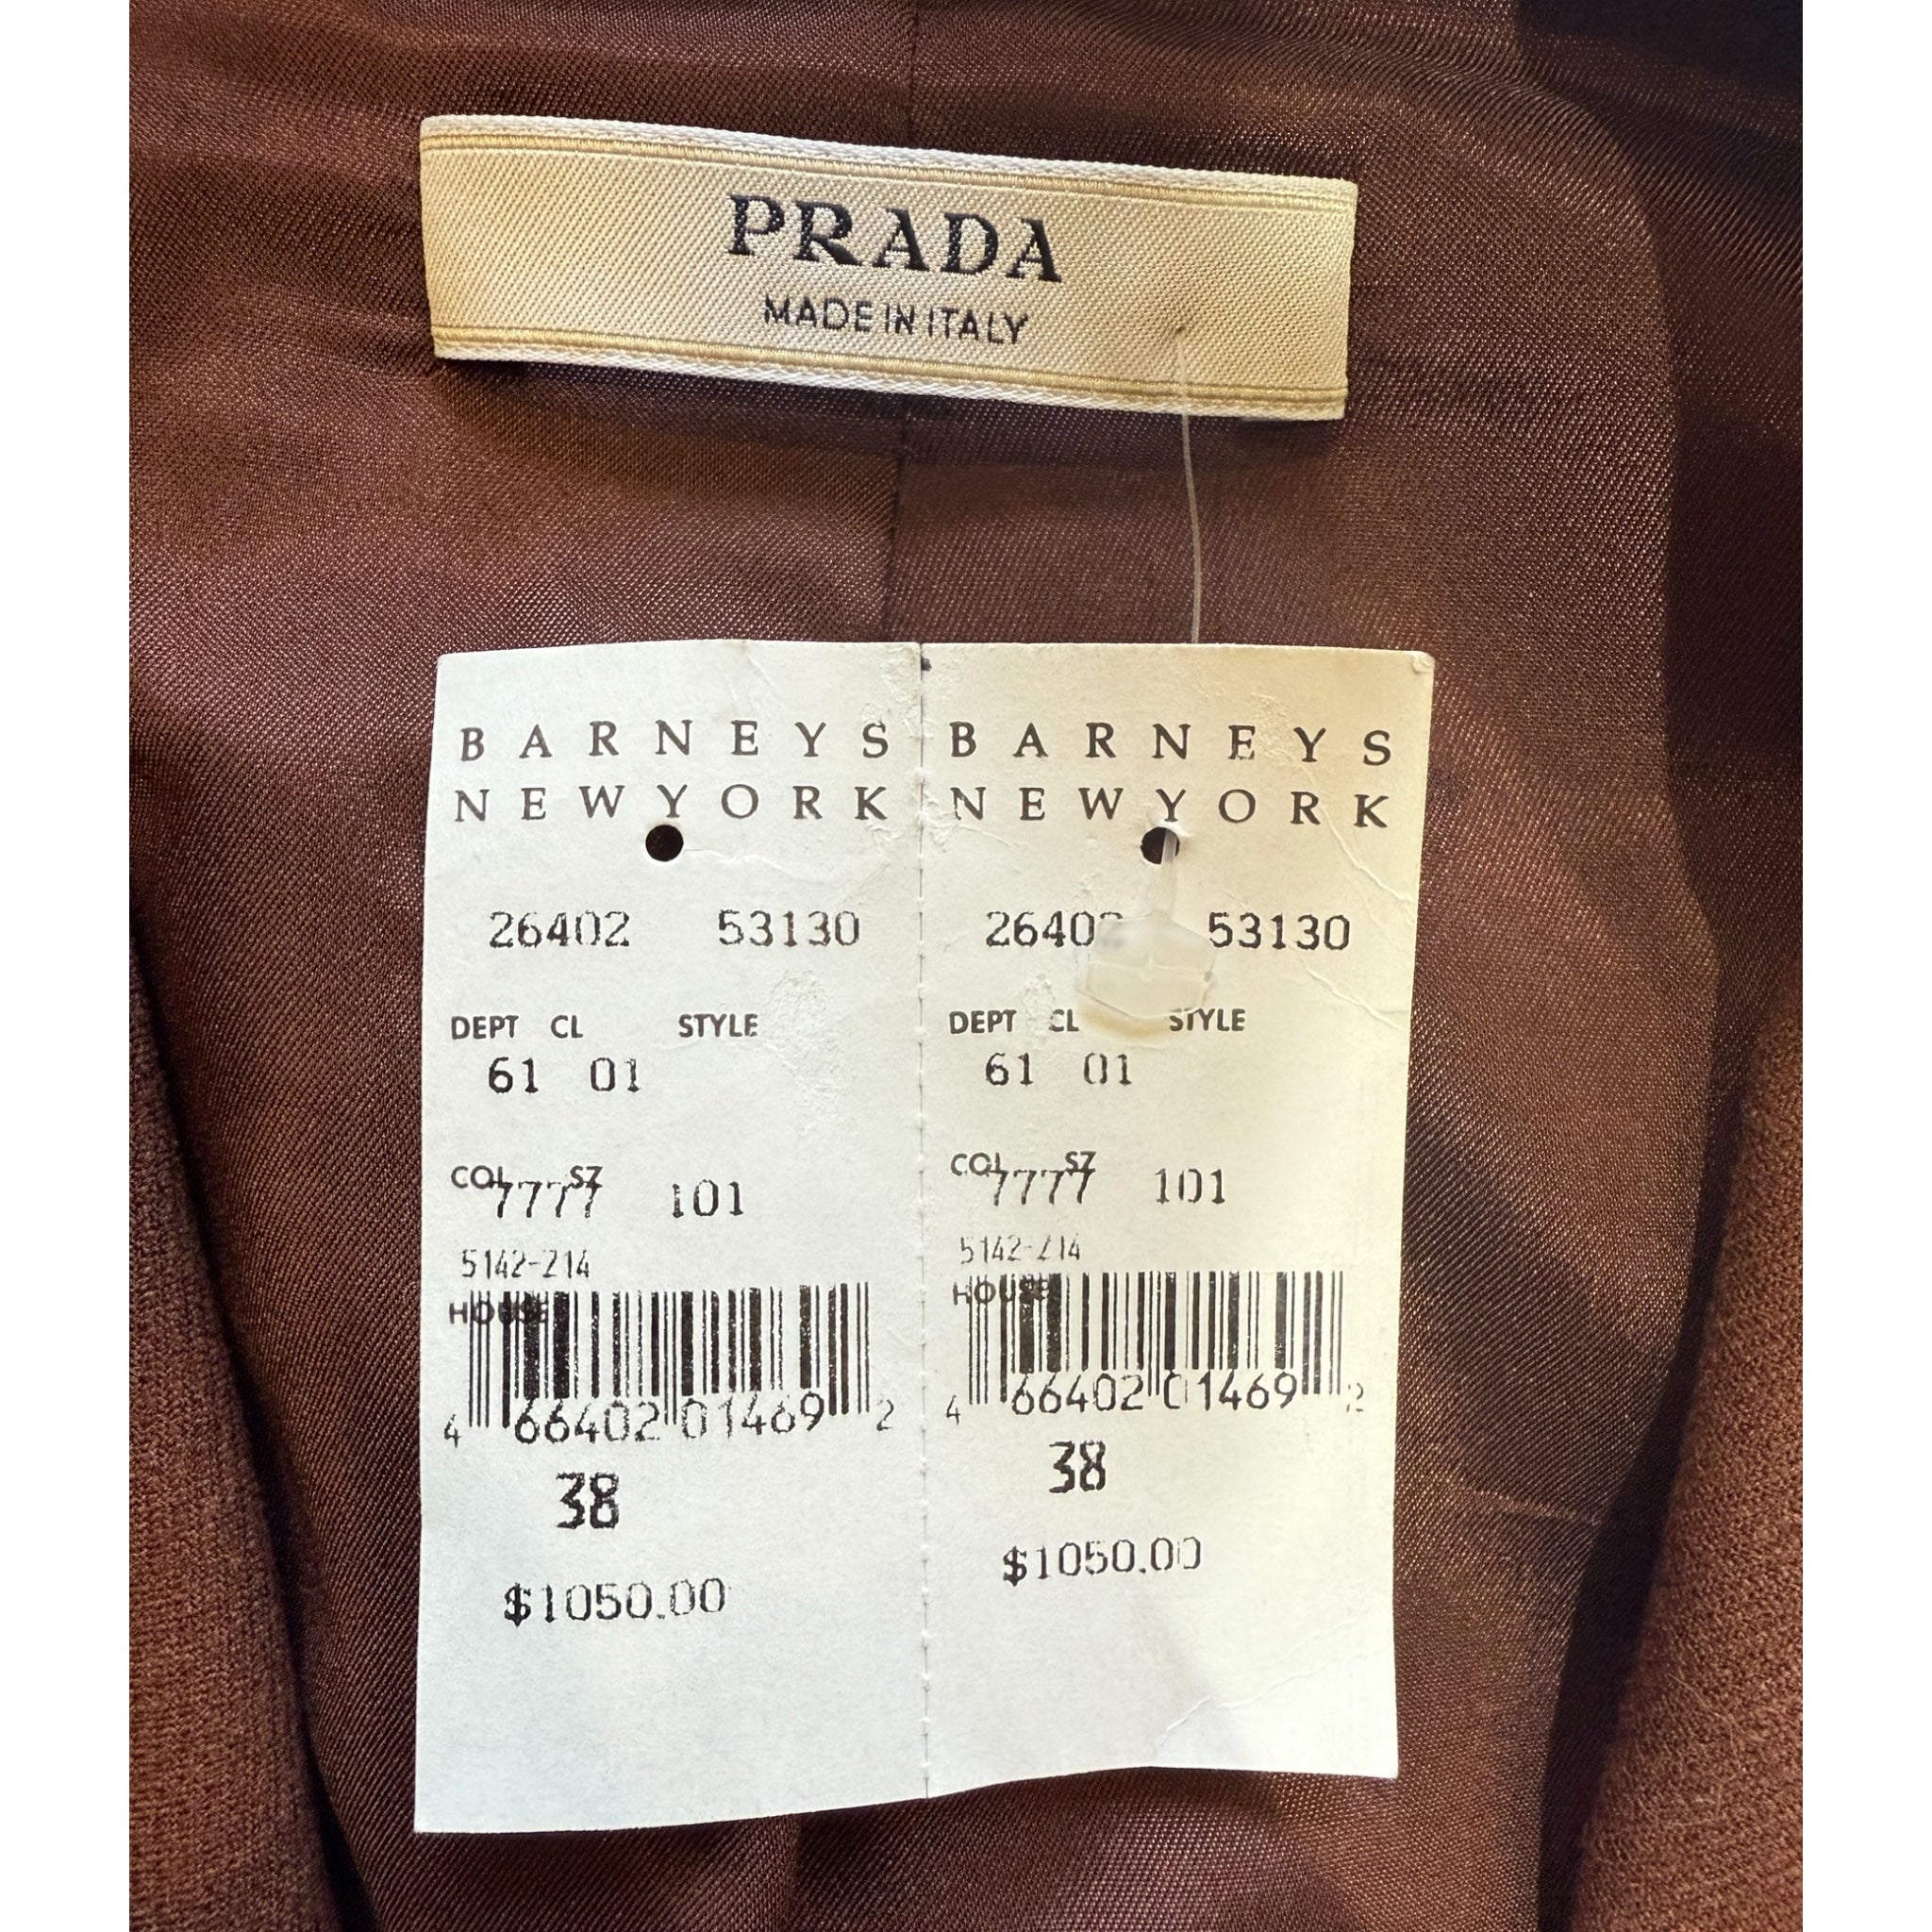 PRADA
MADE IN ITALY
BARNEYS
NEWYORK
26402 53130
DEPT CL STYLE
61 01
COL SZ
7777 101
5142-214
HOUSE
4 66402 01469 2
38
$1050.00
BARNEYS
NEWYORK
26402 53130
DEPT CL STYLE
61 01
COL SZ
7777 101
5142-214
HOUSE
4 66402 01469 2
38
$1050.00